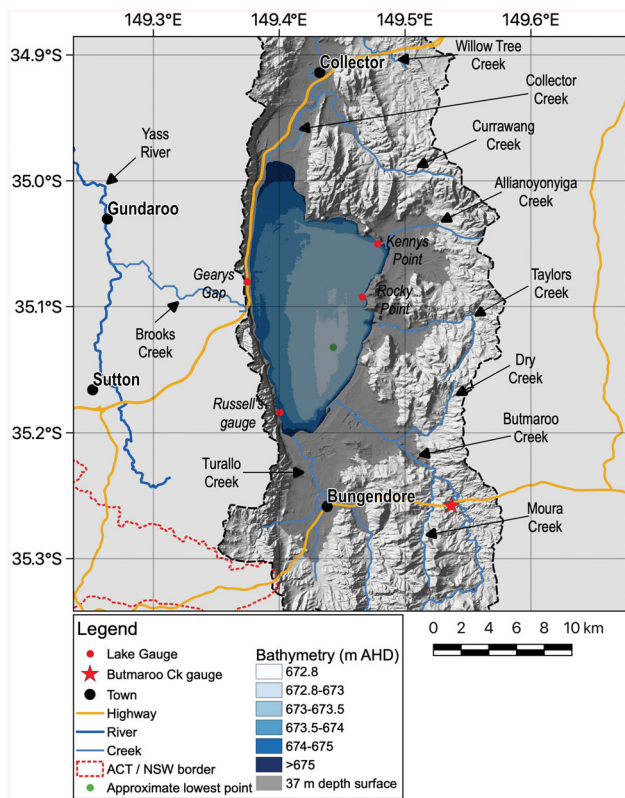 149.3°E
149.4°E
149.5°E
149.6°E
34.9°S
35.0°S
35.1°S
35.2°S
35.3°S
Collector
Willow Tree
Creek
Collector
Creek
Currawang
Creek
Yass
River
Allianoyonyiga
Creek
Gundaroo
Kennys
Point
Gearys
Gap
Rocky
Point
Taylors
Creek
Brooks
Creek
Dry
Creek
Sutton
Russell's
gauge
Butmaroo
Creek
Turallo
Creek
Bungendore
Moura
Creek
Legend
Lake Gauge
Butmaroo Ck gauge
Town
Highway
River
Creek
ACT / NSW border
Approximate lowest point
Bathymetry (m AHD)
672.8
672.8-673
673-673.5
673.5-674
674-675
>675
37 m depth surface
0 2 4 6 8 10 km